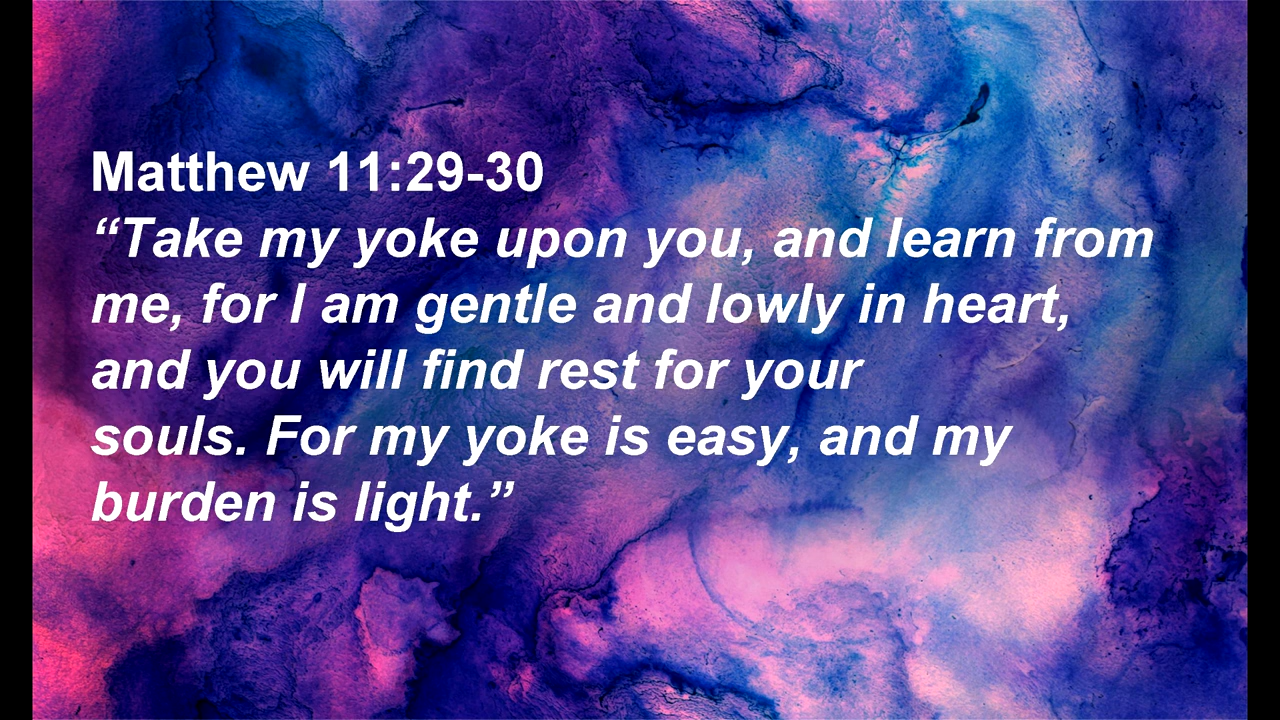 Matthew 11:29-30
“Take my yoke upon you, and learn from
me, for I am gentle and lowly in heart,
and you will find rest for your
souls. For my yoke is easy, and my
burden is light.”